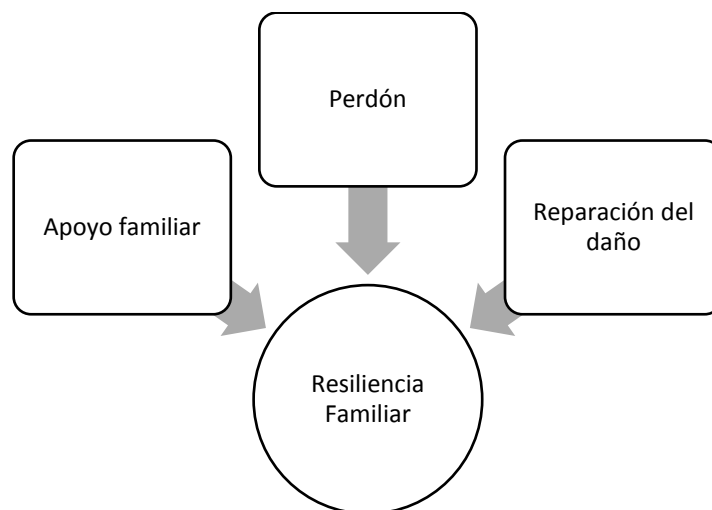 Perdón
Apoyo familiar
Reparación del
daño
Resiliencia
Familiar